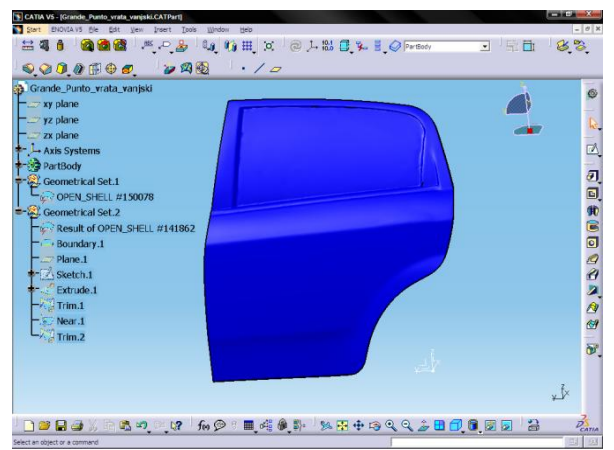 CATIA V5 - [Grande_Punto_vrata_vanjski.CATPart]
Start ENOVIA V5 File Edit View Insert Tools Window Help
PartBody
Grande_Punto_vrata_vanjski
xy plane
yz plane
zx plane
Axis Systems
PartBody
Geometrical Set.1
OPEN_SHELL #150078
Geometrical Set.2
Result of OPEN_SHELL #141862
Boundary.1
Plane.1
Sketch.1
Extrude.1
Trim.1
Near.1
Trim.2
z
x
CATIA
Select an object or a command